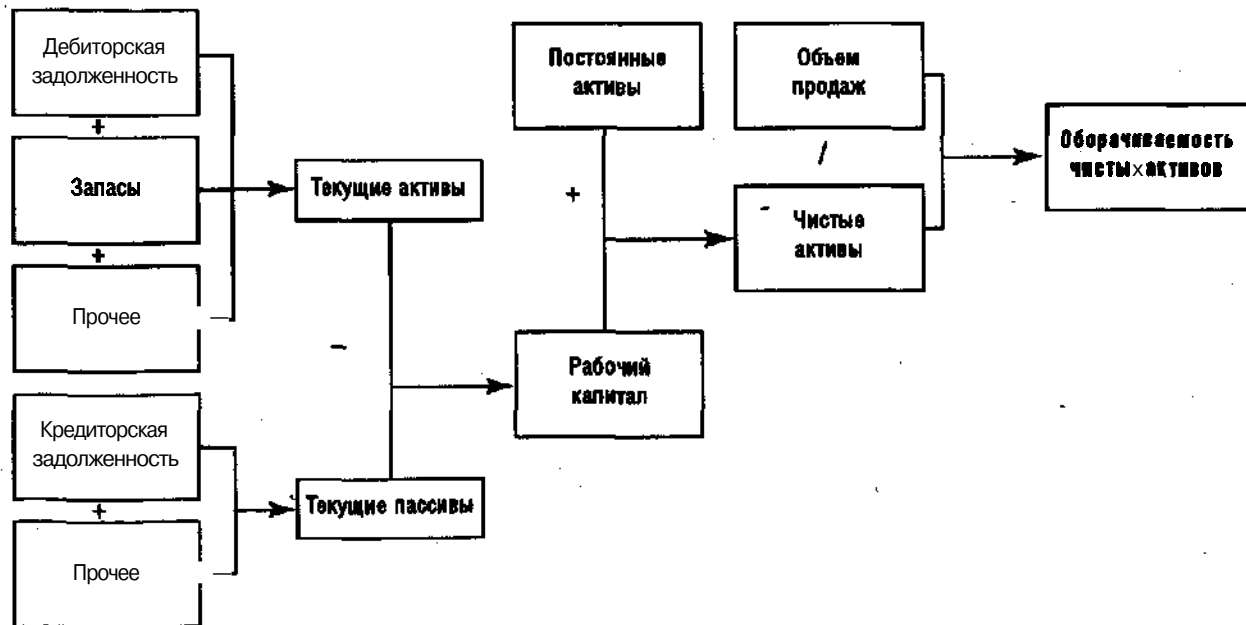 Дебиторская
задолженность
+
Запасы
+
Прочее
Кредиторская
задолженность
+
Прочее
Текущие активы
-
Текущие пассивы
Постоянные
активы
+
Рабочий
капитал
Объем
продаж
/
Чистые
активы
Оборачиваемость
чистых активов